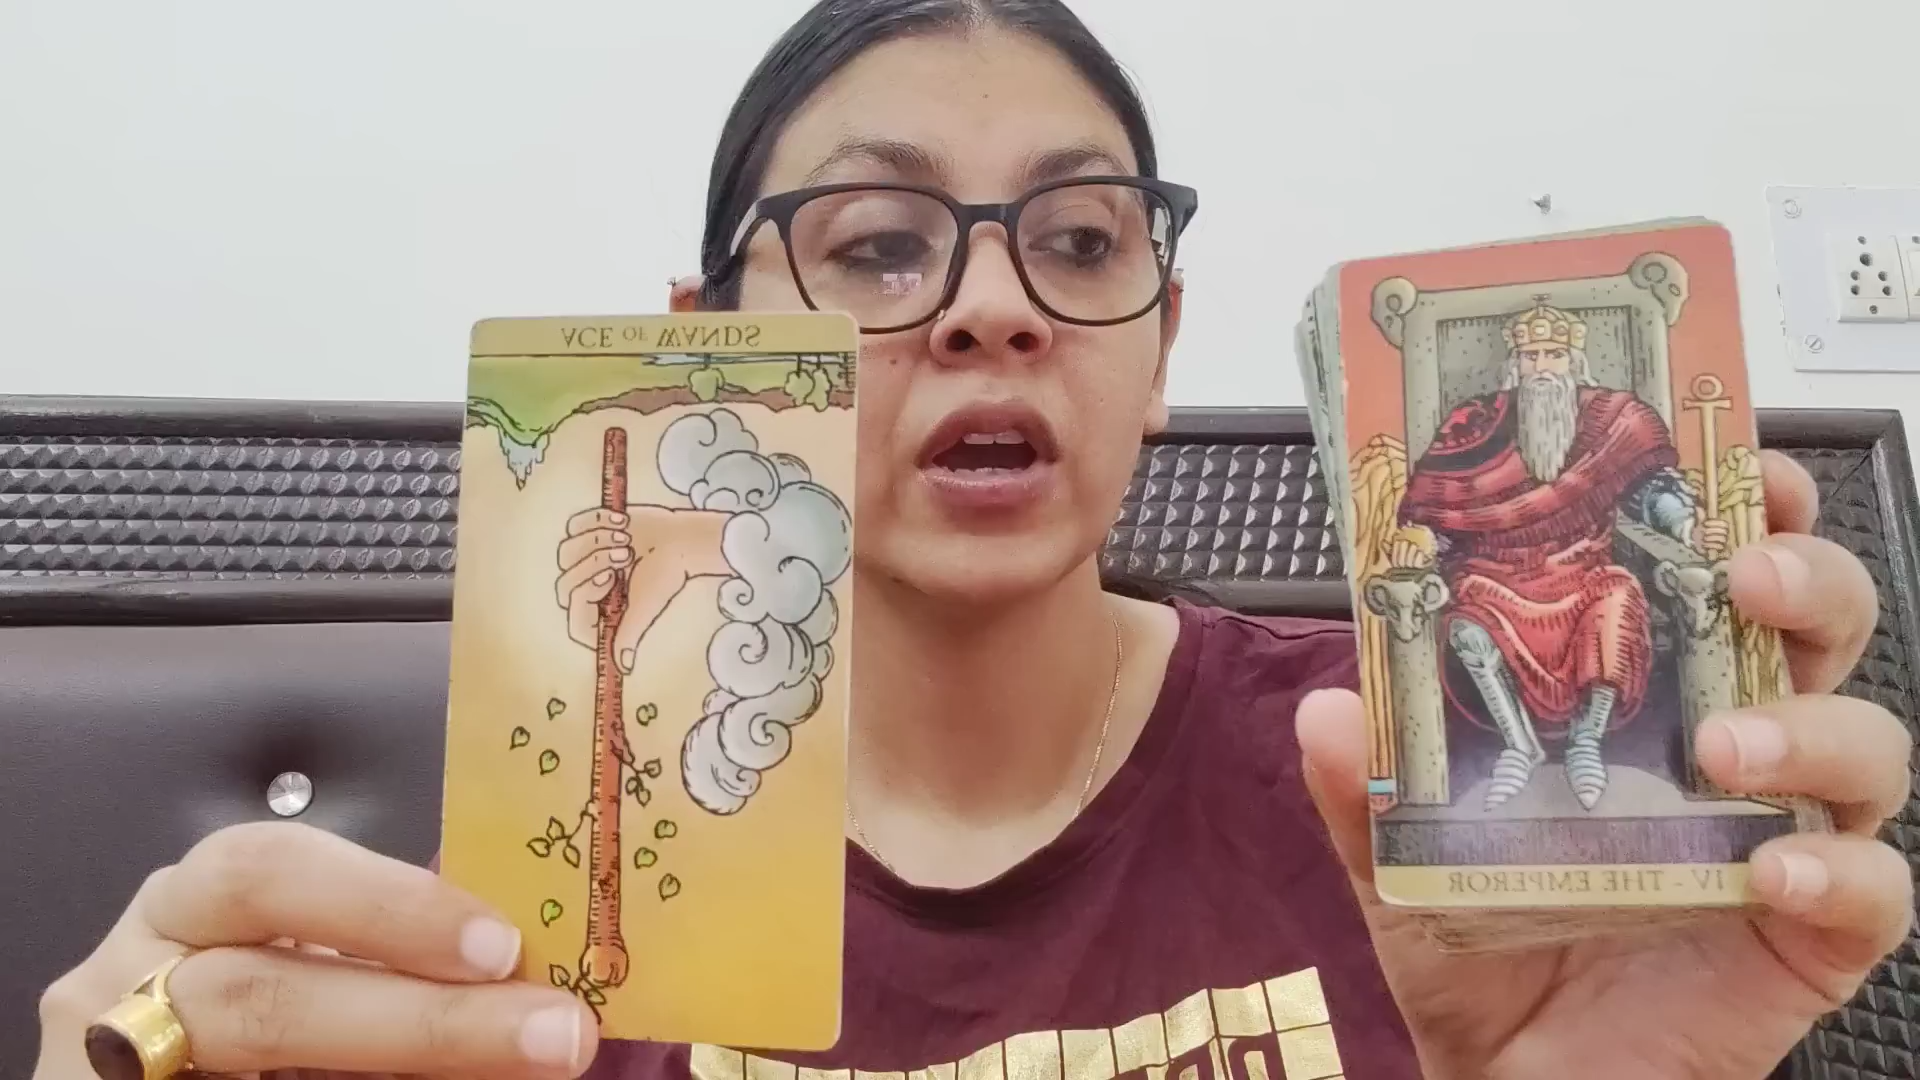 ACE OF WANDS
IV - THE EMPEROR